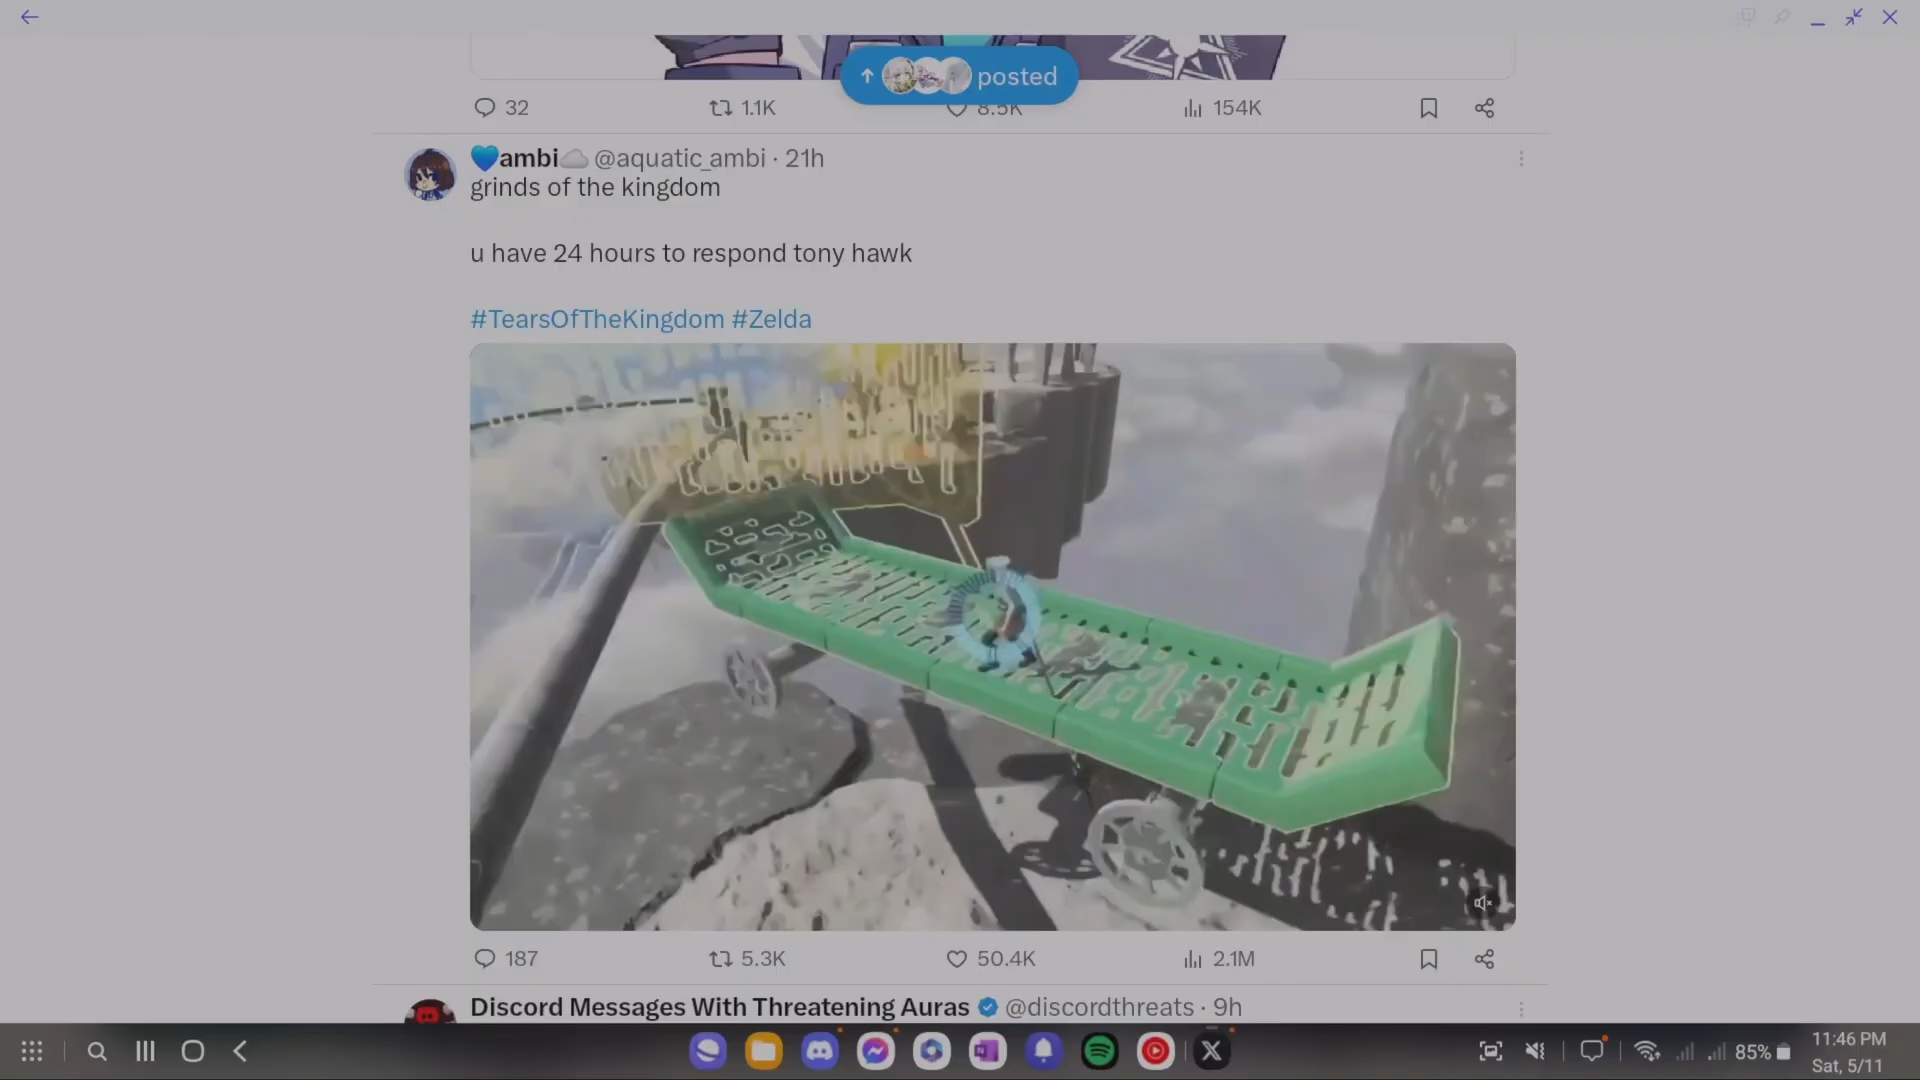 posted
32 1.1K 8.5K 154K
ambi @aquatic_ambi · 21h
grinds of the kingdom
u have 24 hours to respond tony hawk
#TearsOfTheKingdom #Zelda
187 5.3K 50.4K 2.1M
Discord Messages With Threatening Auras @discordthreats · 9h
85% 11:46 PM
Sat, 5/11